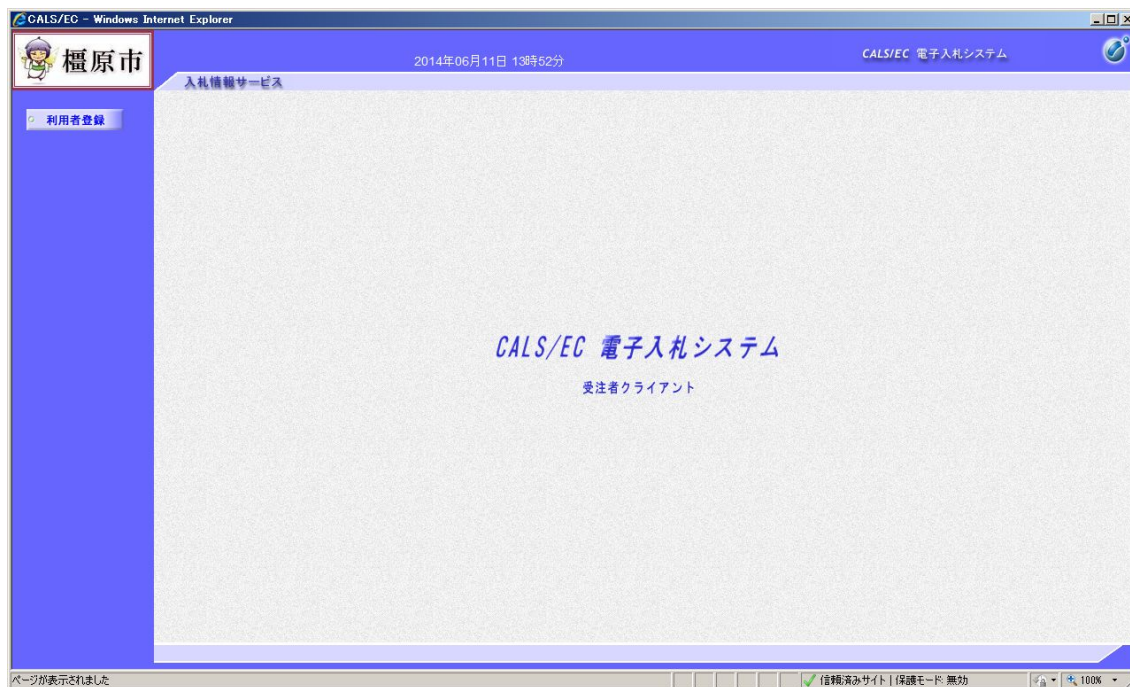 CALS/EC - Windows Internet Explorer
橿原市
2014年06月11日 13時52分
CALS/EC 電子入札システム
入札情報サービス
利用者登録
CALS/EC 電子入札システム
受注者クライアント
ページが表示されました
信頼済みサイト | 保護モード: 無効
100%